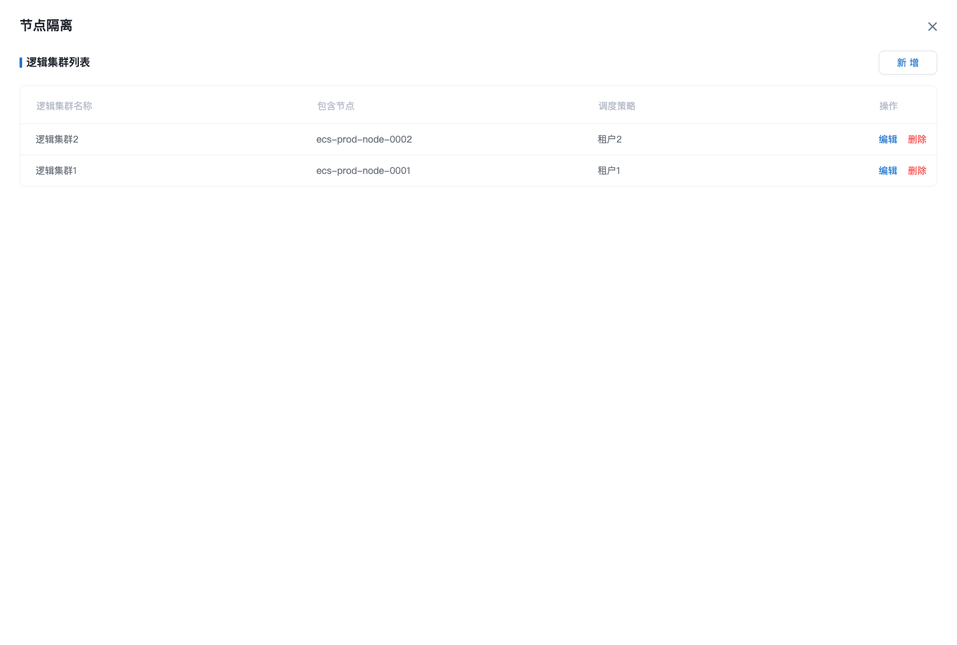 节点隔离
逻辑集群列表
新 增
逻辑集群名称 包含节点 调度策略 操作
逻辑集群2 ecs-prod-node-0002 租户2 编辑 删除
逻辑集群1 ecs-prod-node-0001 租户1 编辑 删除